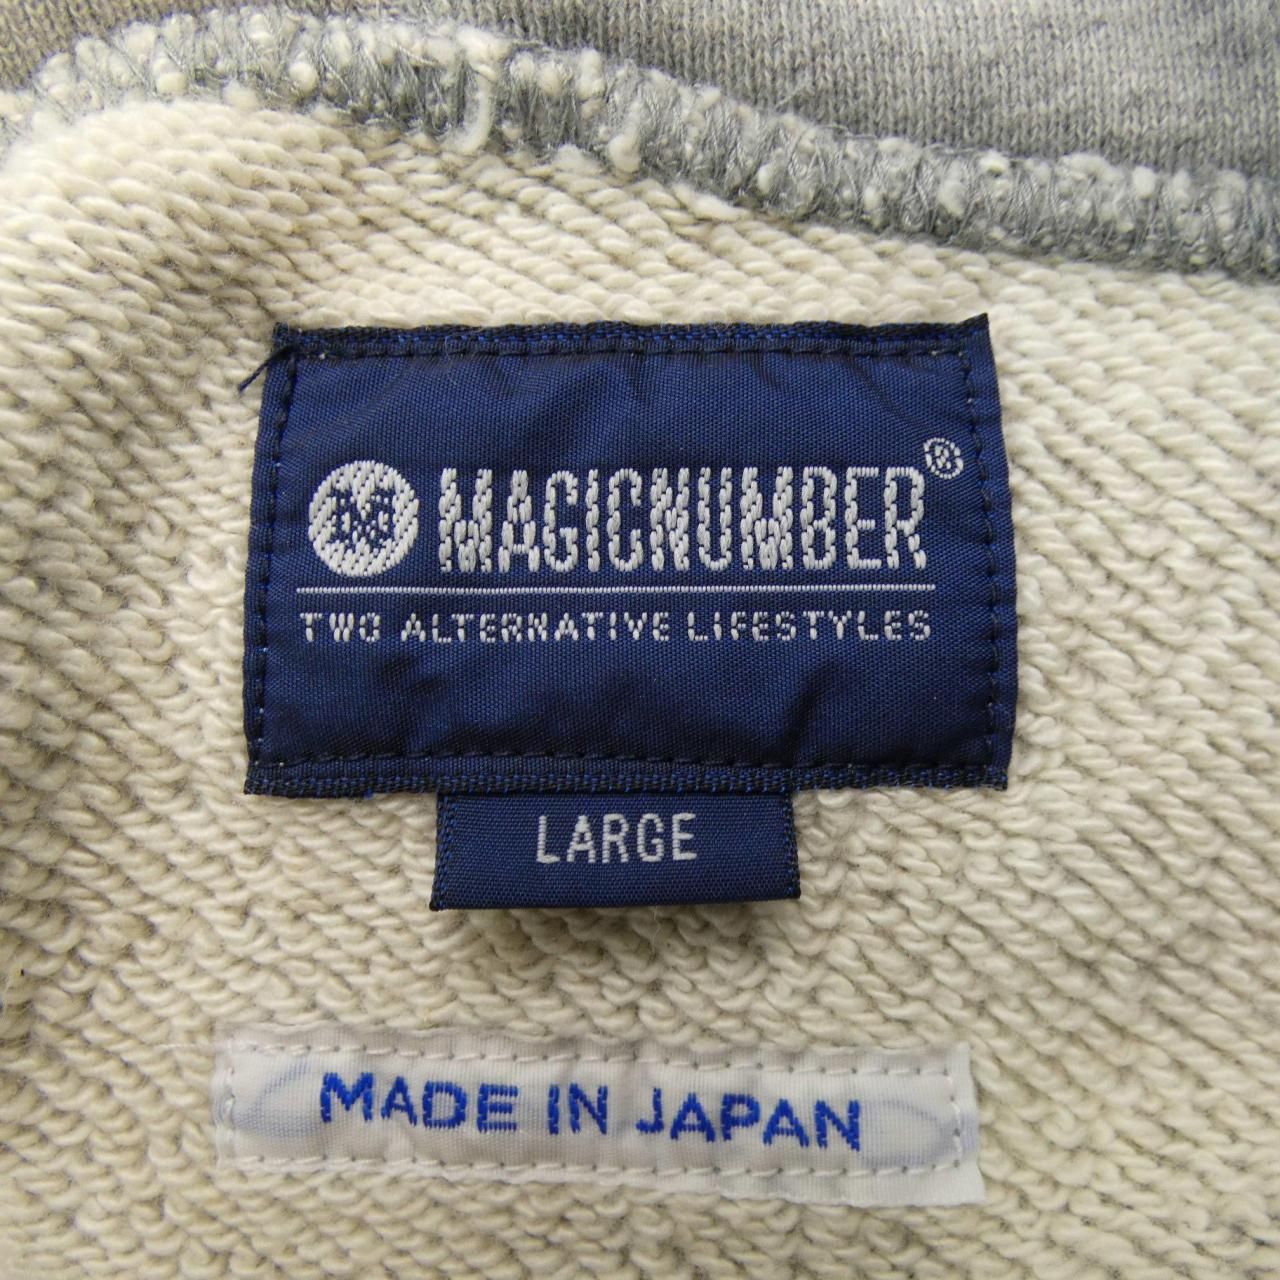 MAGICNUMBER®
TWO ALTERNATIVE LIFESTYLES
LARGE
MADE IN JAPAN